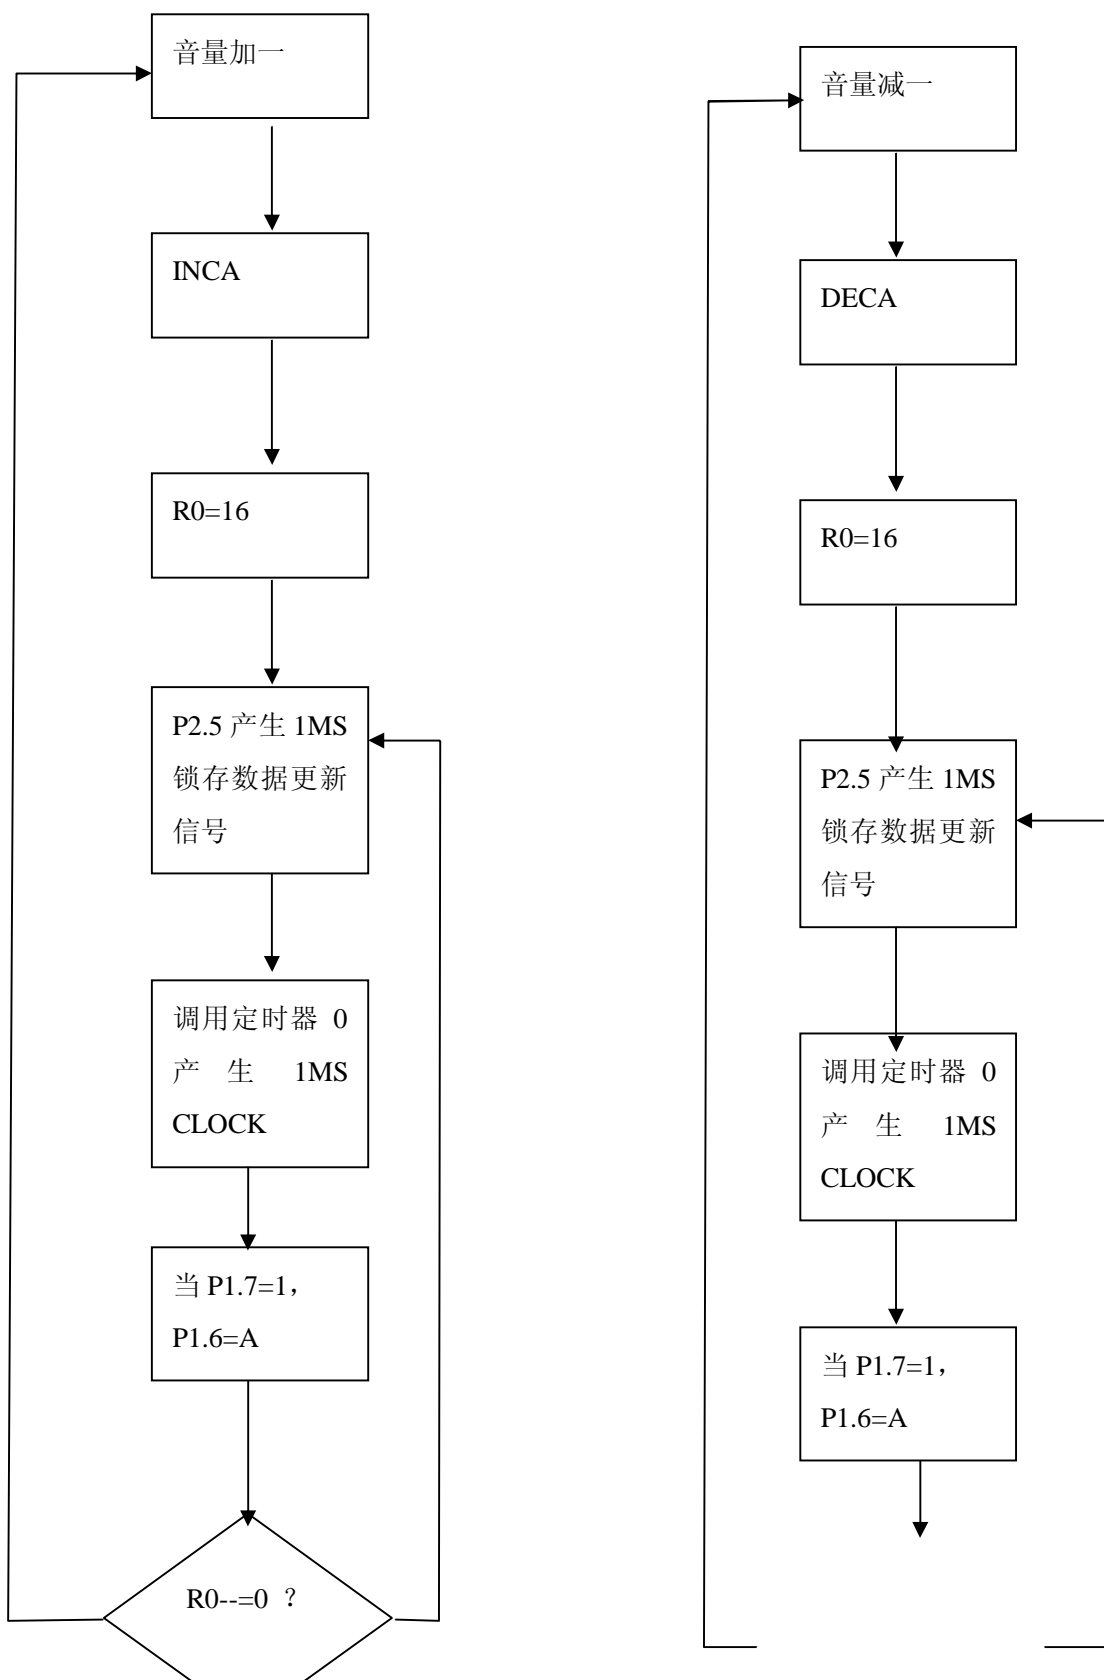 音量加一
INCA
R0=16
P2.5 产生 1MS
锁存数据更新
信号
调用定时器 0
产 生 1MS
CLOCK
当 P1.7=1，
P1.6=A
R0--=0 ？
音量减一
DECA
R0=16
P2.5 产生 1MS
锁存数据更新
信号
调用定时器 0
产 生 1MS
CLOCK
当 P1.7=1，
P1.6=A